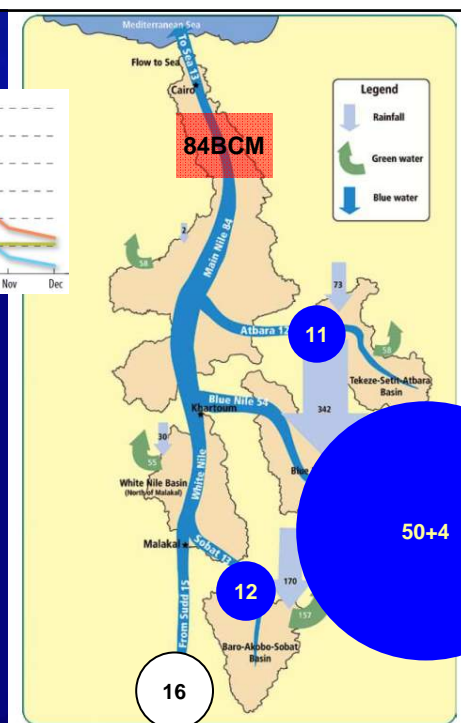 Mediterranean Sea
To Sea 13
Flow to Sea
Cairo
Legend
Rainfall
Green water
Blue water
84BCM
Main Nile 84
2
58
Nov
Dec
73
Atbara 12
11
58
Tekeze-Setit-Atbara
Basin
342
Blue Nile 54
Khartoum
30
55
White Nile Basin
(North of Malakal)
White Nile
Blue
50+4
Malakal
Sobat 13
170
12
157
From Sudd 15
Baro-Akobo-Sobat
Basin
16